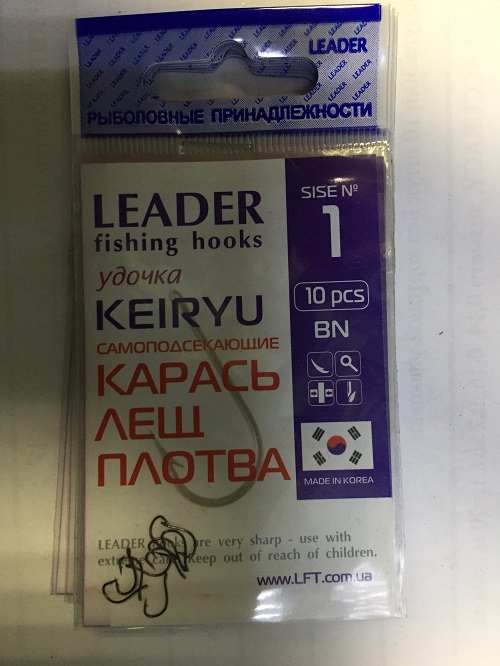 LEADER
РЫБОЛОВНЫЕ ПРИНАДЛЕЖНОСТИ
LEADER
fishing hooks
удочка
KEIRYU
САМОПОДСЕКАЮЩИЕ
КАРАСЬ
ЛЕЩ
ПЛОТВА
SISE №
1
10 pcs
BN
MADE IN KOREA
LEADER are very sharp - use with
Keep out of reach of children.
www.LFT.com.ua